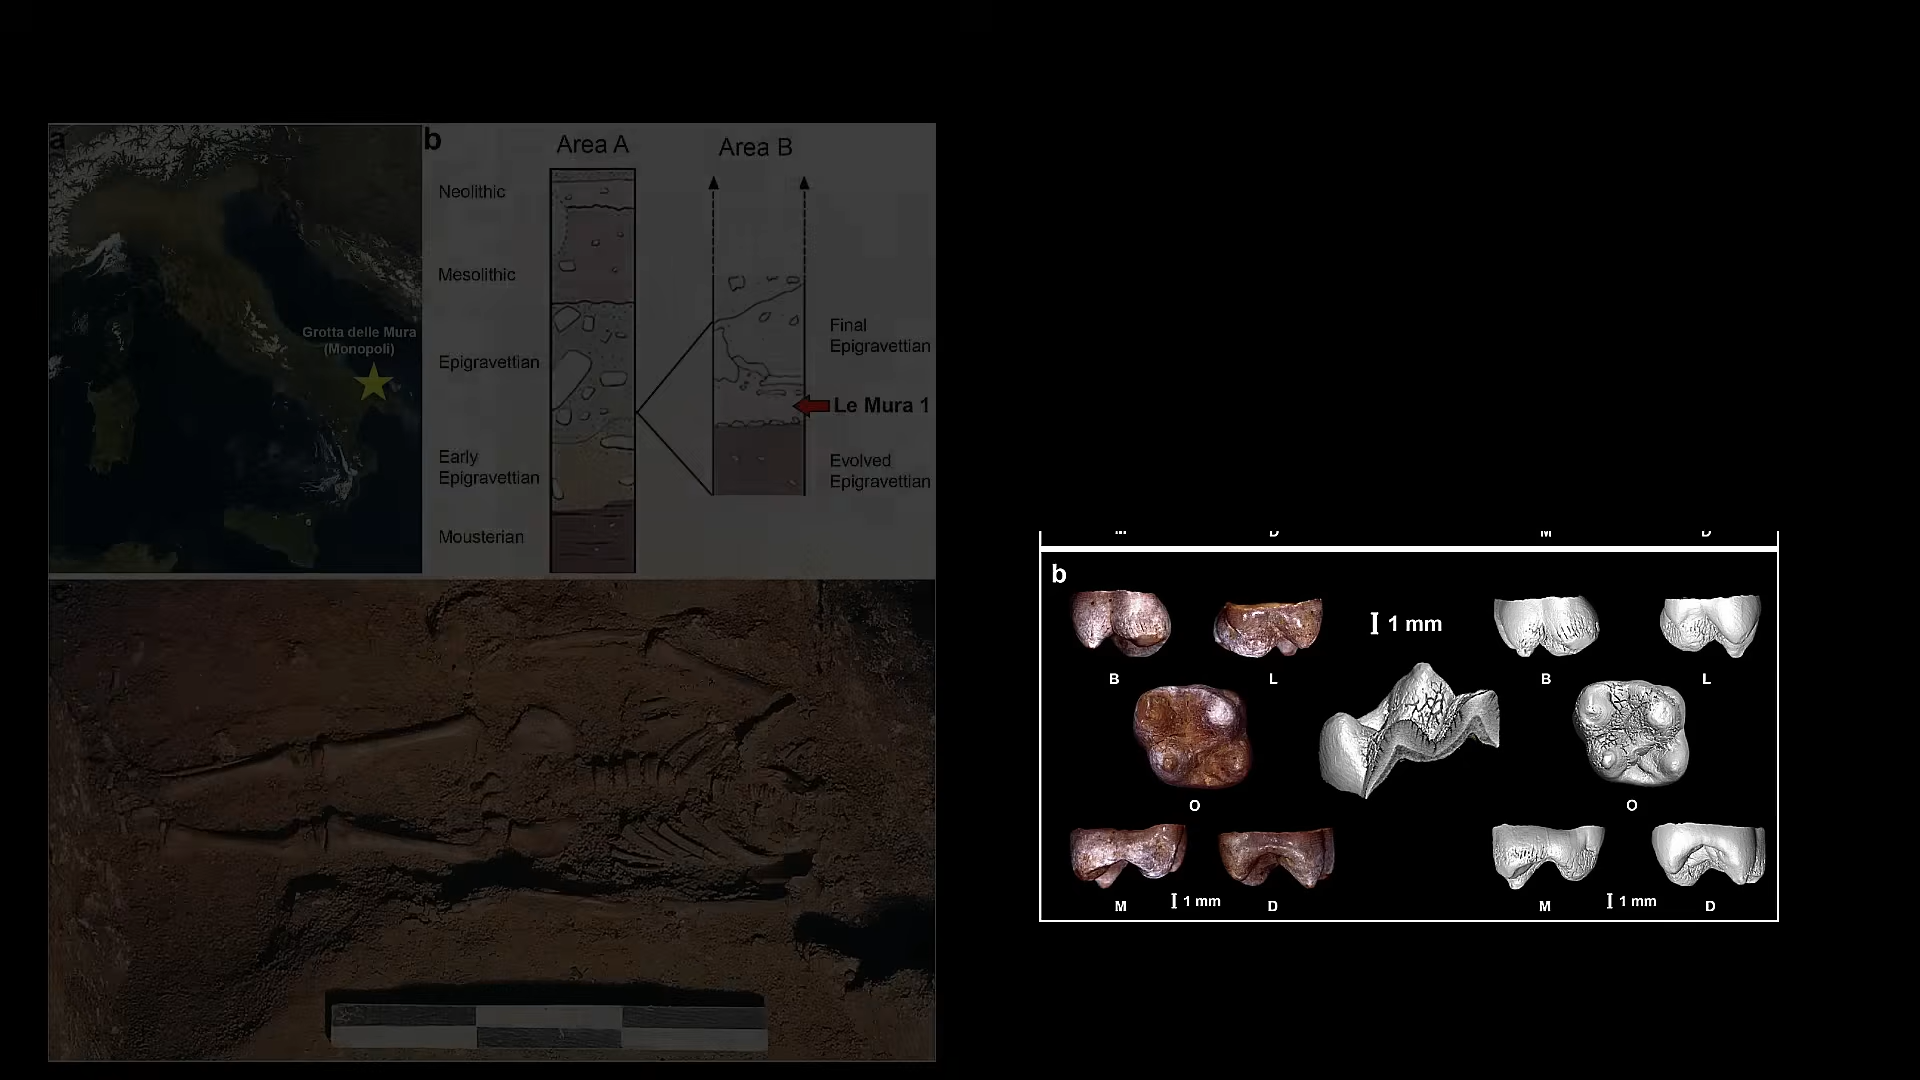 a
b
Area A
Area B
Neolithic
Mesolithic
Grotta delle Mura
(Monopoli)
Final
Epigravettian
Epigravettian
Le Mura 1
Early
Epigravettian
Evolved
Epigravettian
Mousterian
b
1 mm
B
L
B
L
O
O
M
1 mm
D
M
1 mm
D